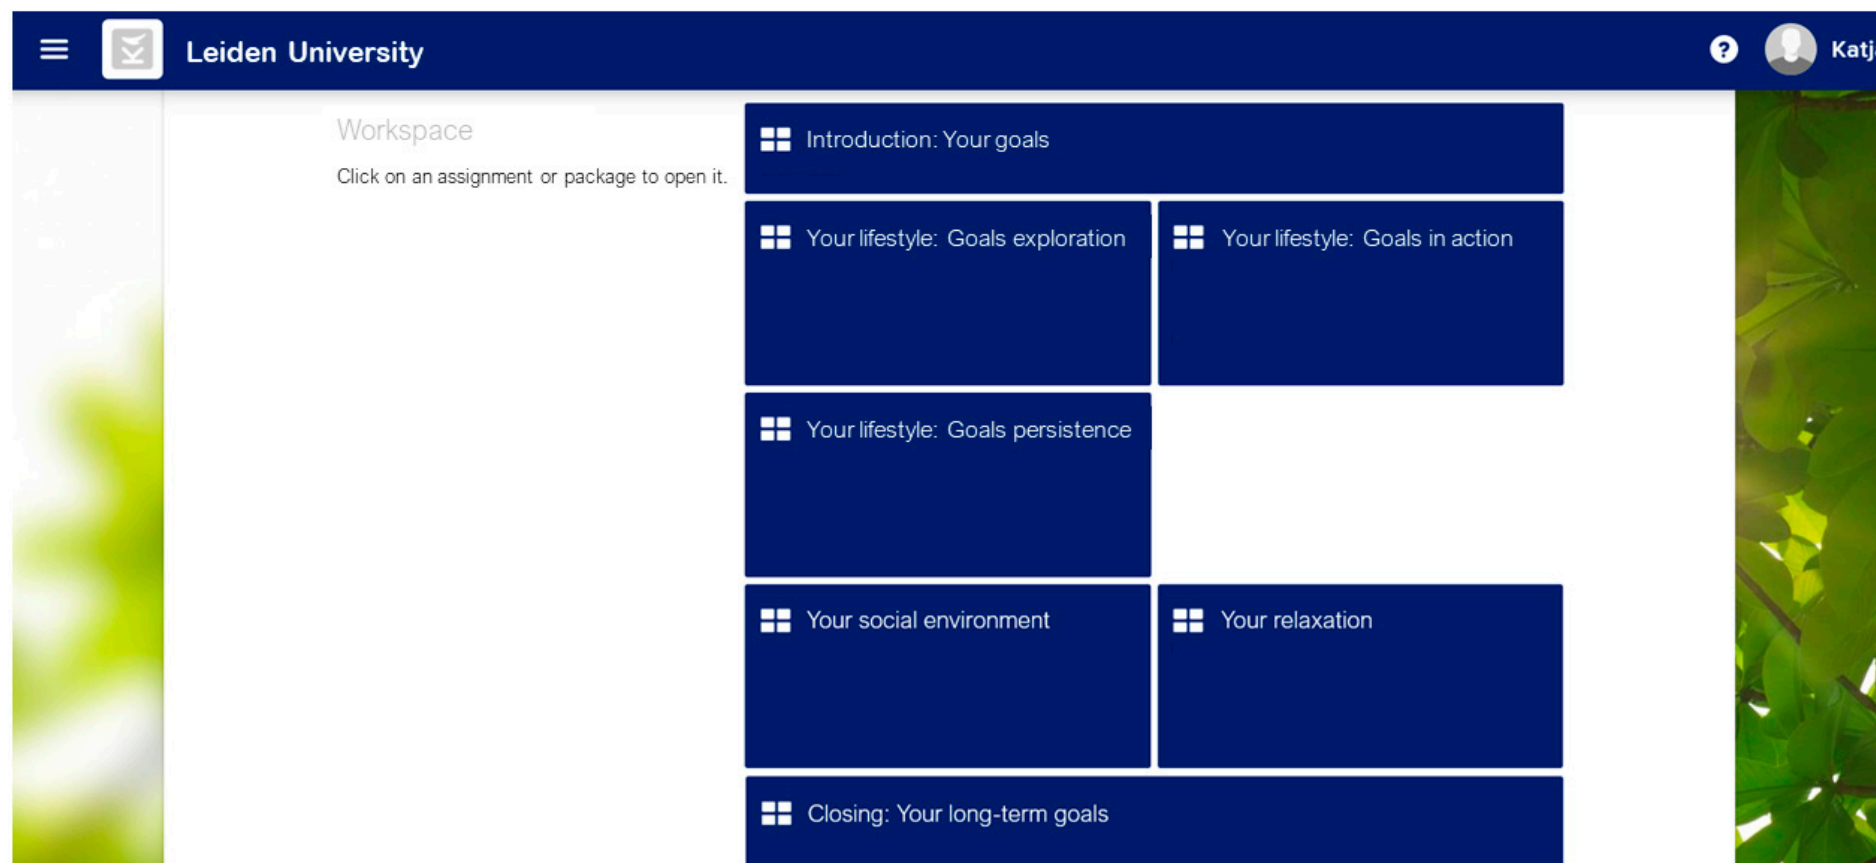 Leiden University
?
Workspace
Click on an assignment or package to open it.
Introduction: Your goals
Your lifestyle: Goals exploration
Your lifestyle: Goals in action
Your lifestyle: Goals persistence
Your social environment
Your relaxation
Closing: Your long-term goals